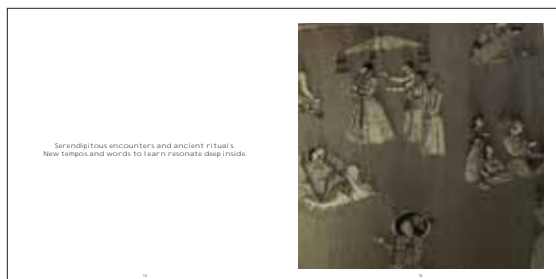 Serendipitous encounters and ancient rituals
New tempos and words to learn resonate deep inside.